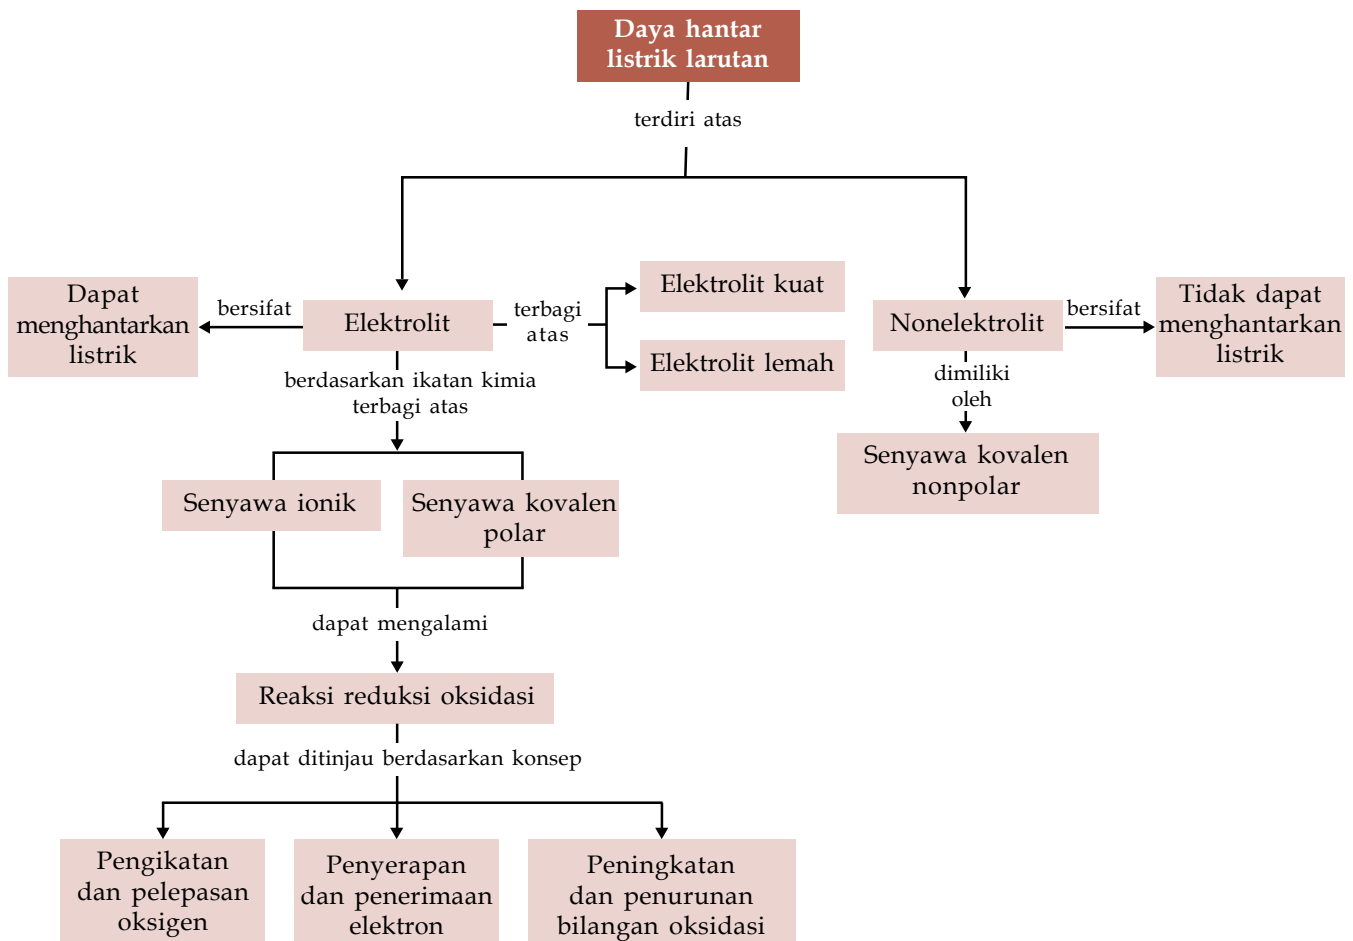 Daya hantar
listrik larutan
terdiri atas
Dapat
menghantarkan
listrik
bersifat
Elektrolit
terbagi
atas
Elektrolit kuat
Elektrolit lemah
Nonelektrolit
bersifat
Tidak dapat
menghantarkan
listrik
berdasarkan ikatan kimia
terbagi atas
dimiliki
oleh
Senyawa kovalen
nonpolar
Senyawa ionik
Senyawa kovalen
polar
dapat mengalami
Reaksi reduksi oksidasi
dapat ditinjau berdasarkan konsep
Pengikatan
dan pelepasan
oksigen
Penyerapan
dan penerimaan
elektron
Peningkatan
dan penurunan
bilangan oksidasi